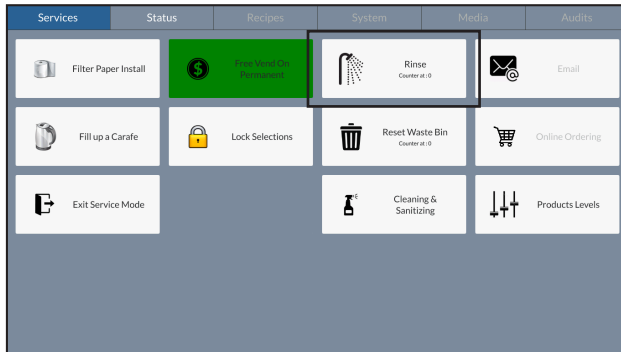 Services
Status
Recipes
System
Media
Audits
Filter Paper Install
$
Free Vend On
Permanent
Rinse
Counter at : 0
@
Email
Fill up a Carafe
Lock Selections
Reset Waste Bin
Counter at : 0
Online Ordering
Exit Service Mode
Cleaning &
Sanitizing
Products Levels